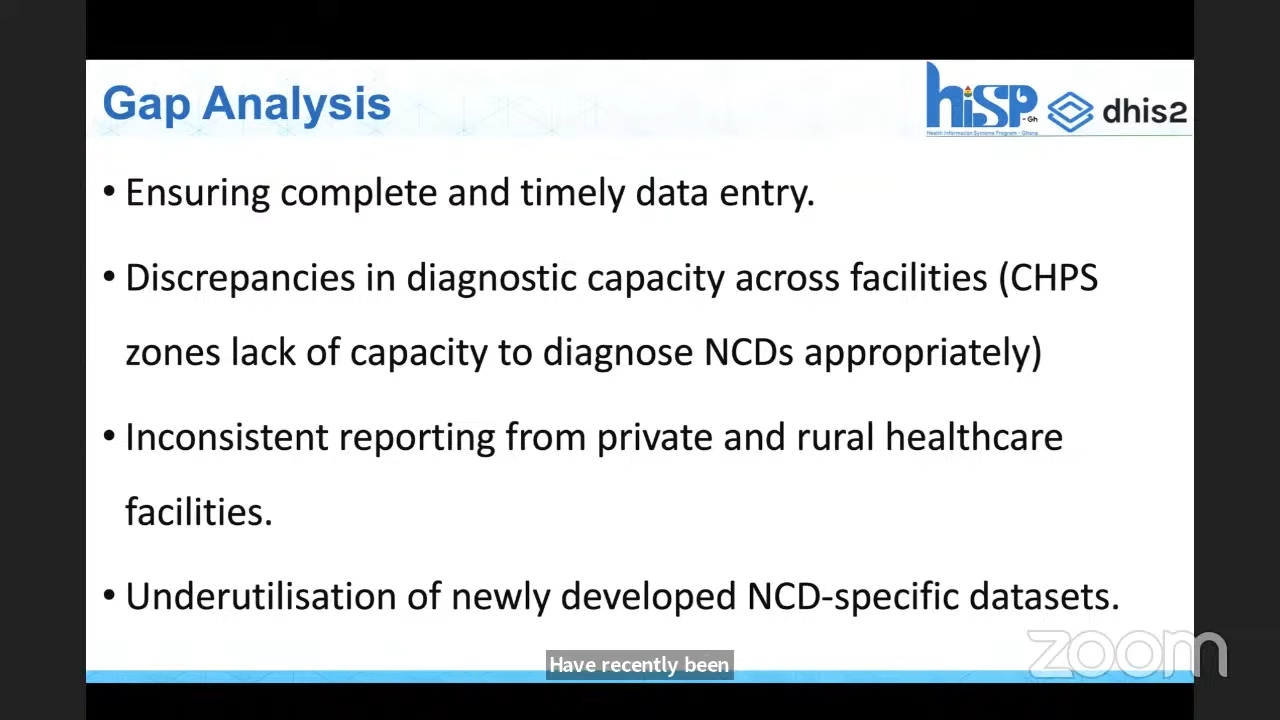 Gap Analysis
hiSP
- Gh
Health Information Systems Program - Ghana
dhis2
• Ensuring complete and timely data entry.
• Discrepancies in diagnostic capacity across facilities (CHPS
zones lack of capacity to diagnose NCDs appropriately)
• Inconsistent reporting from private and rural healthcare
facilities.
• Underutilisation of newly developed NCD-specific datasets.
zoom
Have recently been